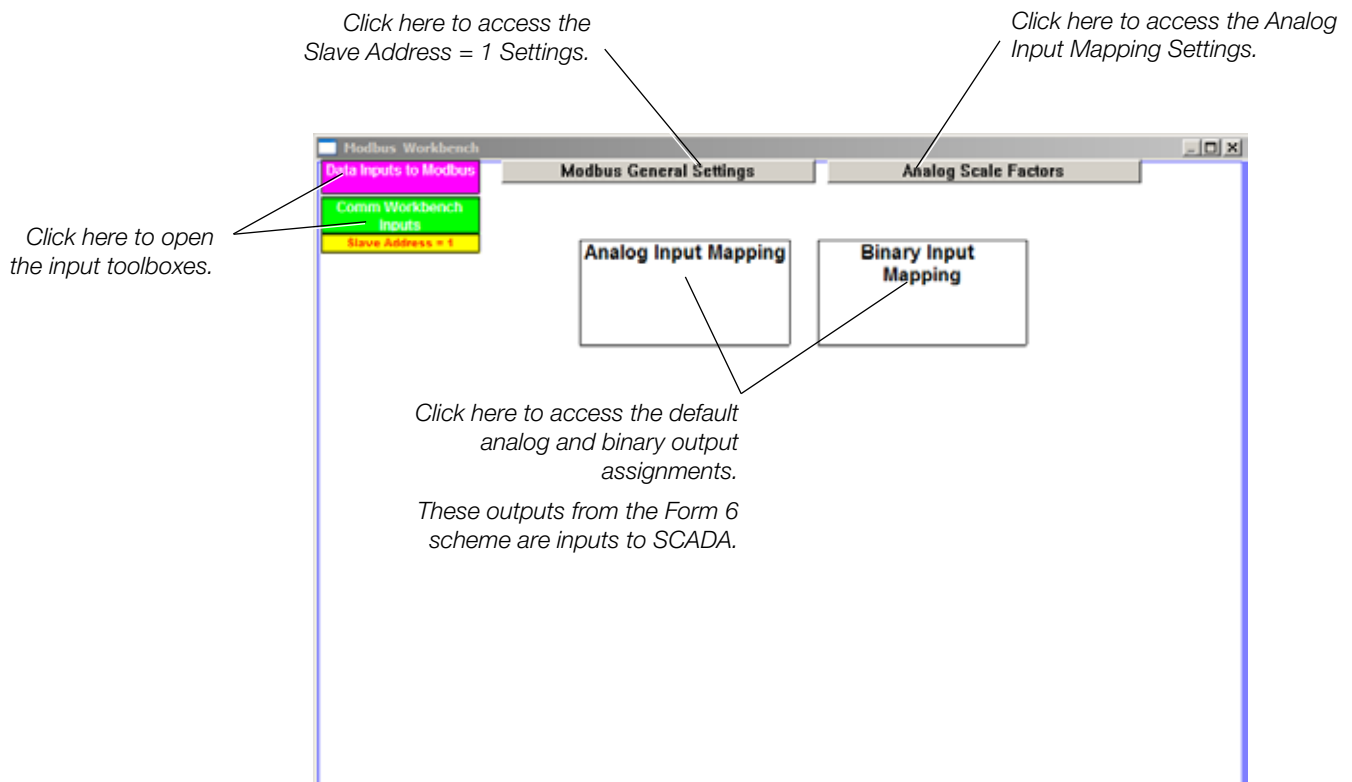 Click here to access the
Slave Address = 1 Settings.
Click here to access the Analog
Input Mapping Settings.
Modbus Workbench
Data Inputs to Modbus
Modbus General Settings
Analog Scale Factors
Comm Workbench
Inputs
Slave Address = 1
Click here to open
the input toolboxes.
Analog Input Mapping
Binary Input
Mapping
Click here to access the default
analog and binary output
assignments.
These outputs from the Form 6
scheme are inputs to SCADA.